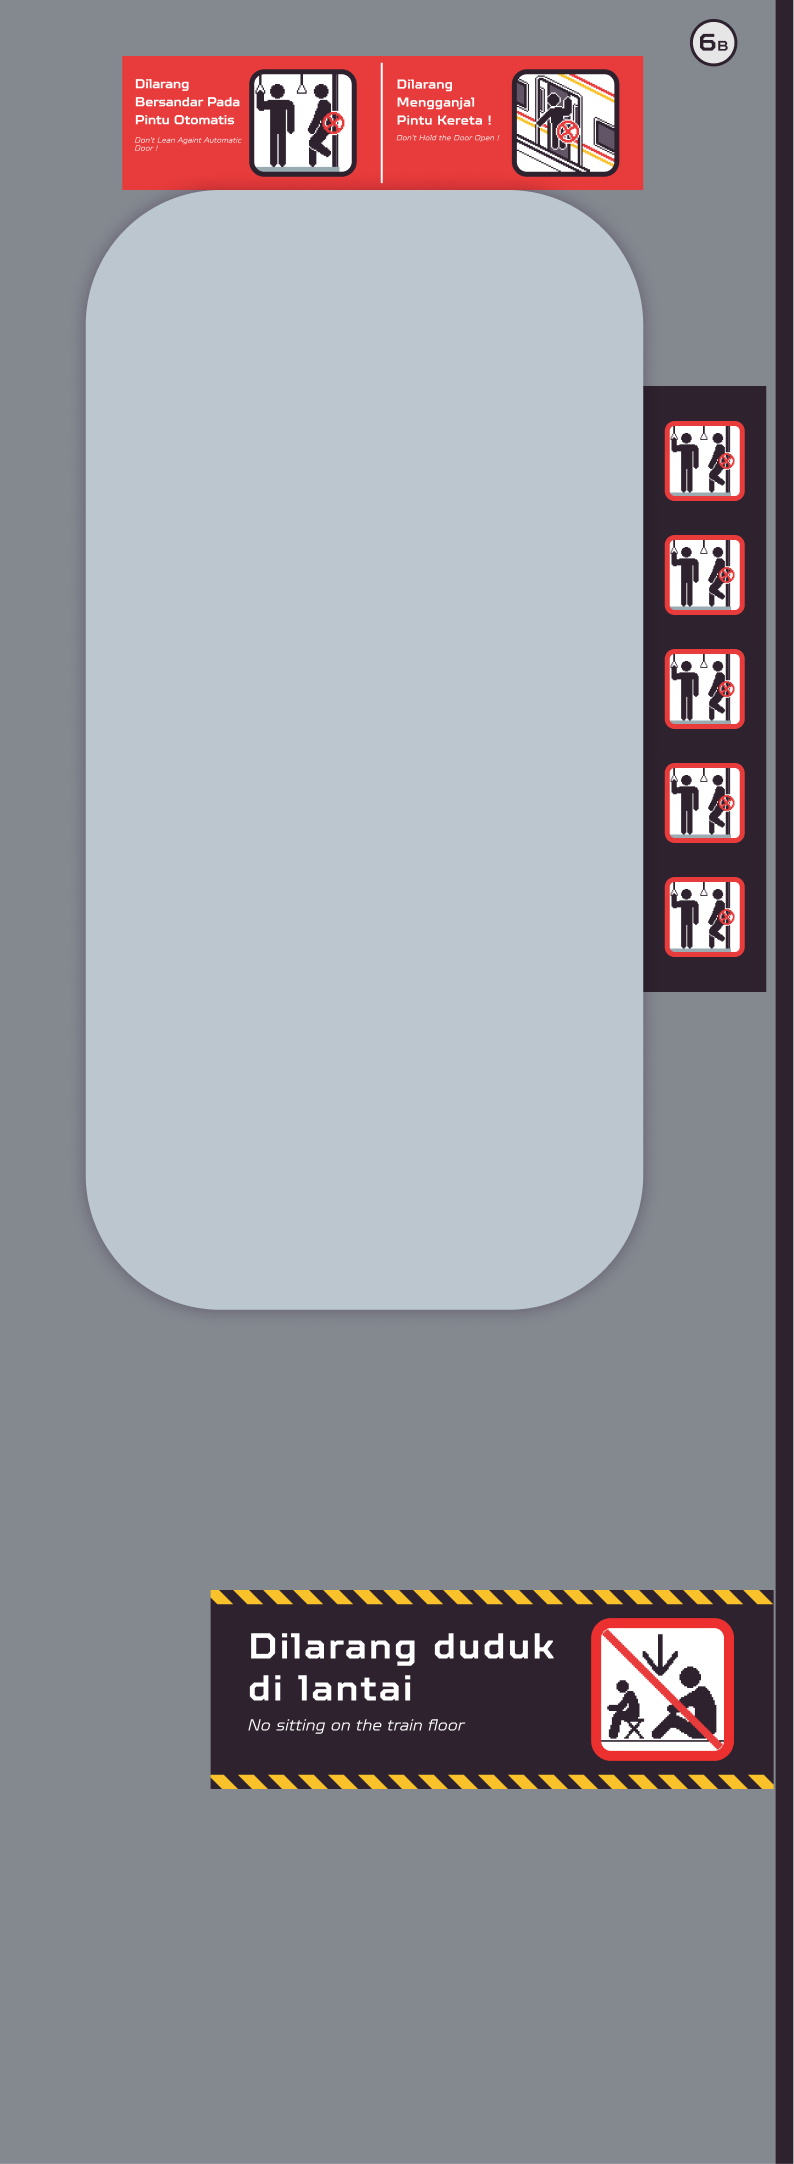 6B
Dilarang
Bersandar Pada
Pintu Otomatis
Don't Lean Againt Automatic
Door !
Dilarang
Mengganjal
Pintu Kereta !
Don't Hold the Door Open !
Dilarang duduk
di lantai
No sitting on the train floor